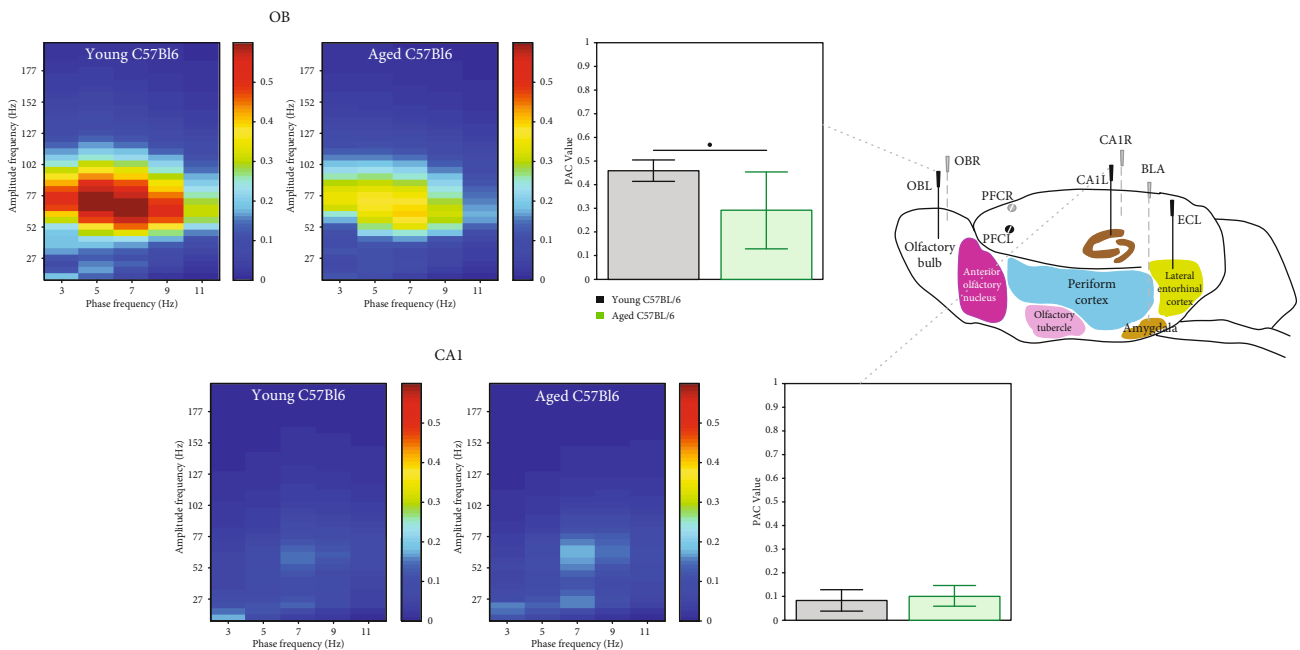 OB
Young C57Bl6
Amplitude frequency (Hz)
177
152
127
102
77
52
27
3 5 7 9 11
Phase frequency (Hz)
0.5
0.4
0.3
0.2
0.1
0
Aged C57Bl6
Amplitude frequency (Hz)
177
152
127
102
77
52
27
3 5 7 9 11
Phase frequency (Hz)
0.5
0.4
0.3
0.2
0.1
0
PAC Value
1
0.9
0.8
0.7
0.6
0.5
0.4
0.3
0.2
0.1
0
Young C57BL/6
Aged C57BL/6
OBR
OBL
PFCR
PFCL
CA1R
CA1L
BLA
ECL
Olfactory
bulb
Anterior
olfactory
nucleus
Periform
cortex
Olfactory
tubercle
Lateral
entorhinal
cortex
Amygdala
CA1
Young C57Bl6
Amplitude frequency (Hz)
177
152
127
102
77
52
27
3 5 7 9 11
Phase frequency (Hz)
0.5
0.4
0.3
0.2
0.1
0
Aged C57Bl6
Amplitude frequency (Hz)
177
152
127
102
77
52
27
3 5 7 9 11
Phase frequency (Hz)
0.5
0.4
0.3
0.2
0.1
0
PAC Value
1
0.9
0.8
0.7
0.6
0.5
0.4
0.3
0.2
0.1
0